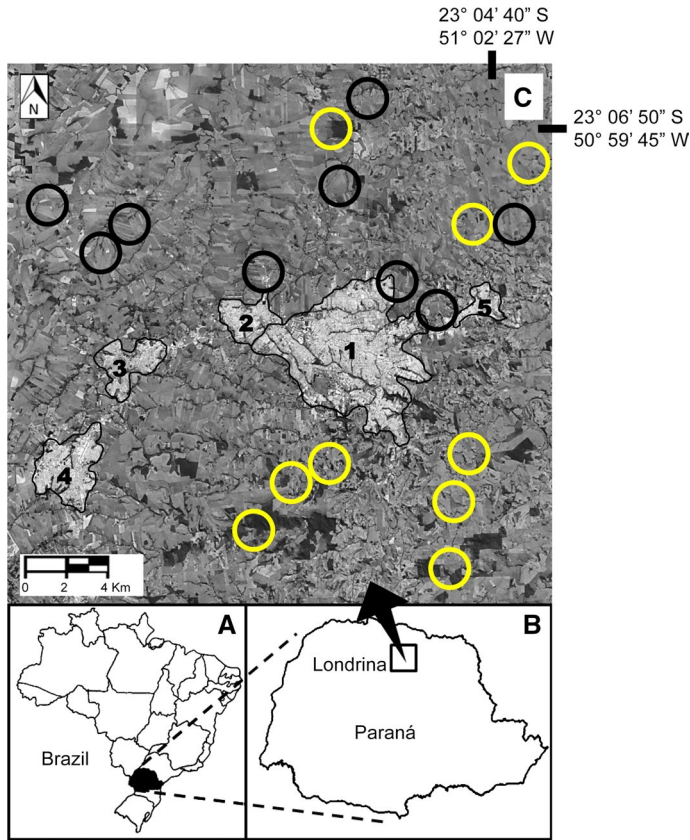 23° 04’ 40” S
51° 02’ 27” W
N
C
23° 06’ 50” S
50° 59’ 45” W
5
2
1
3
4
0 2 4 Km
A
B
Londrina
Paraná
Brazil